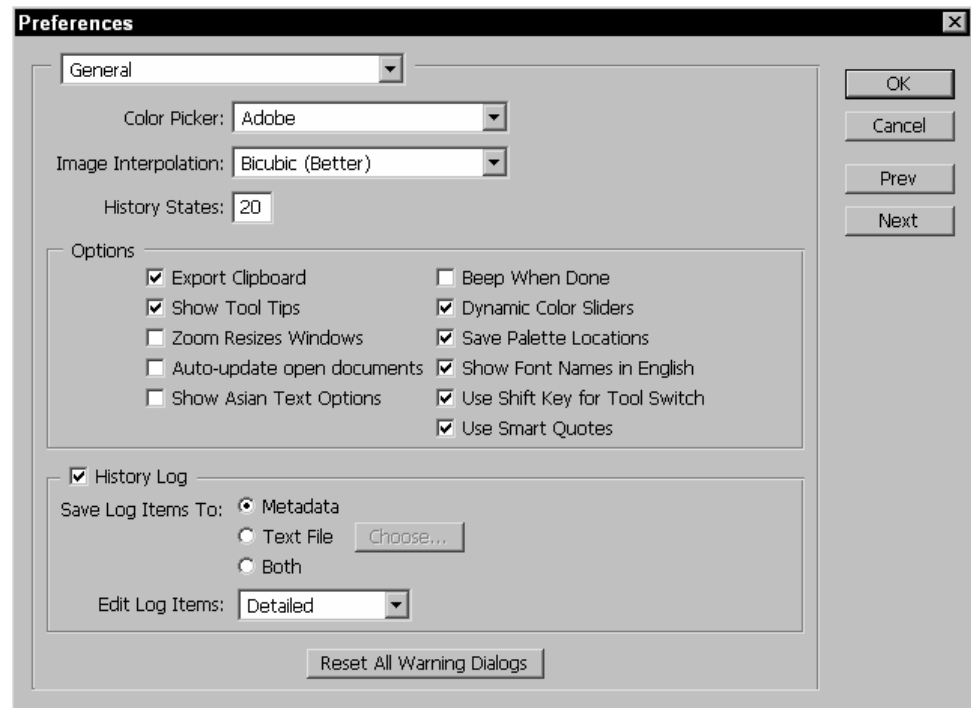 Preferences
General
OK
Color Picker: Adobe
Cancel
Image Interpolation: Bicubic (Better)
Prev
History States: 20
Next
Options
Export Clipboard
Beep When Done
Show Tool Tips
Dynamic Color Sliders
Zoom Resizes Windows
Save Palette Locations
Auto-update open documents
Show Font Names in English
Show Asian Text Options
Use Shift Key for Tool Switch
Use Smart Quotes
History Log
Save Log Items To: Metadata
Text File Choose...
Both
Edit Log Items: Detailed
Reset All Warning Dialogs